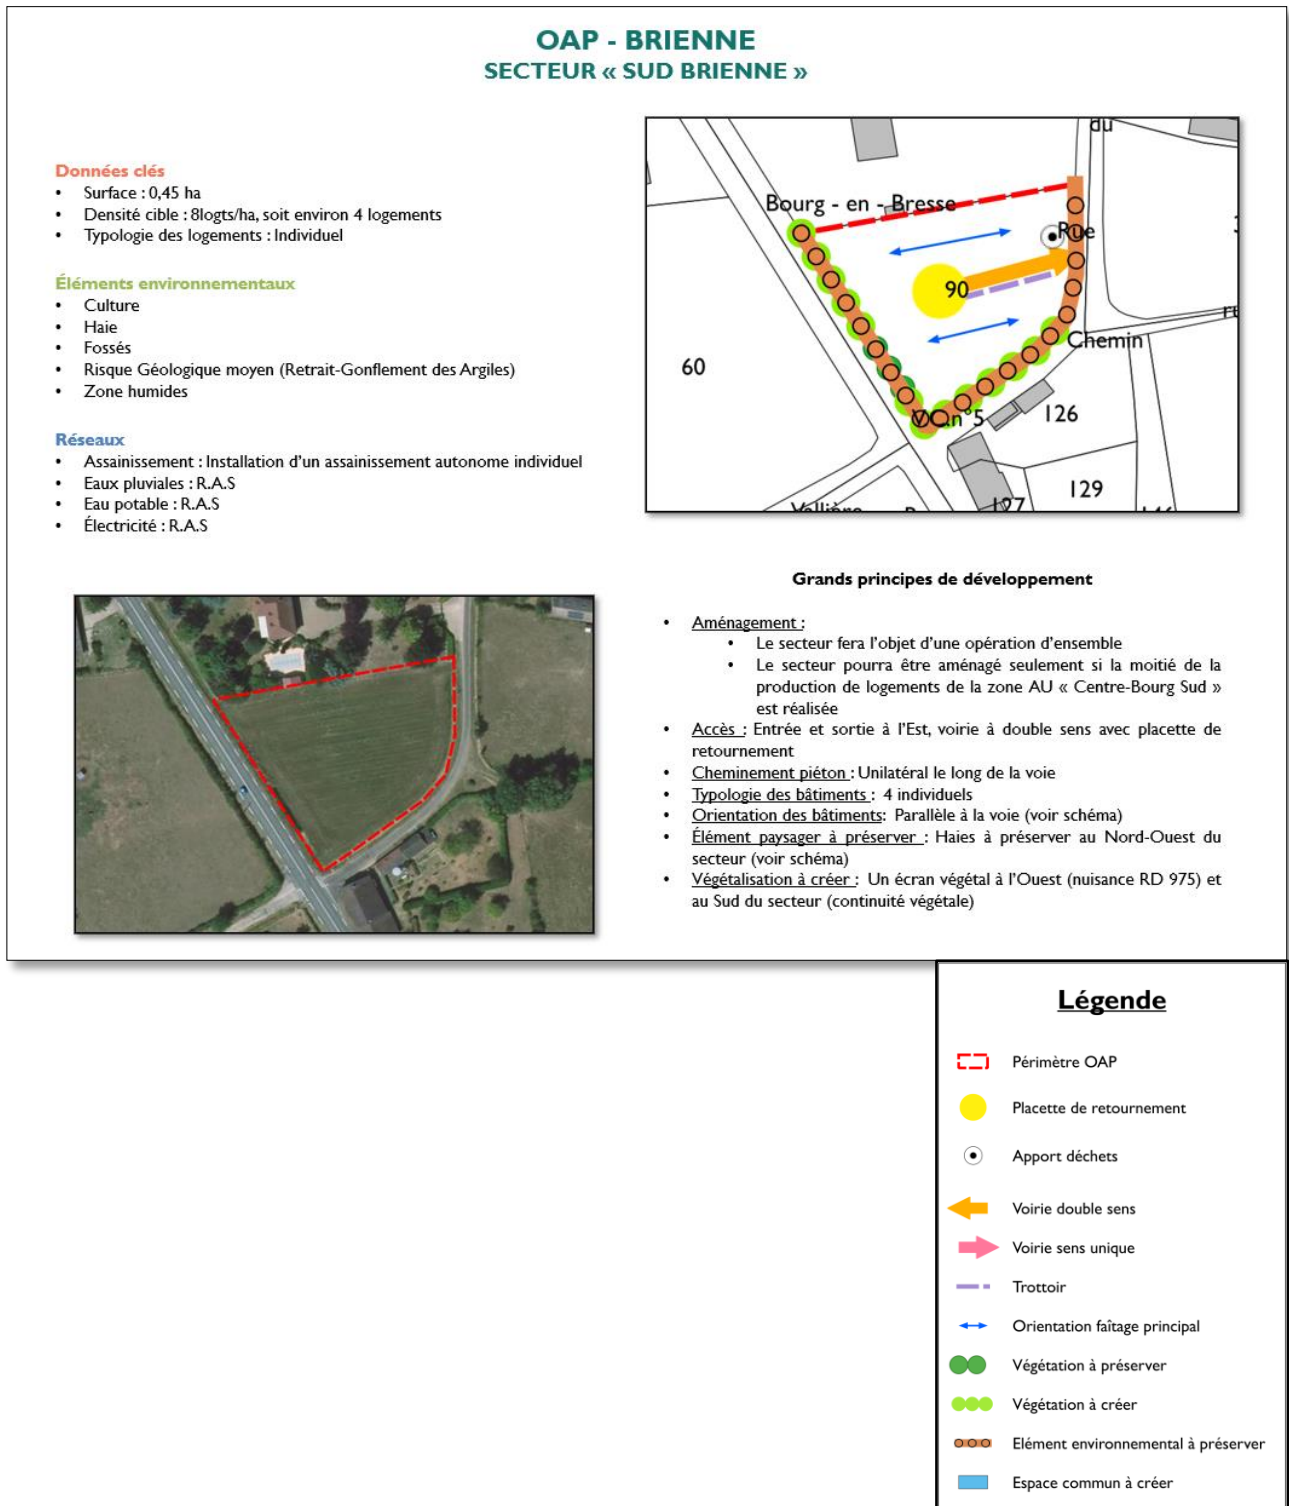 OAP - BRIENNE
SECTEUR « SUD BRIENNE »
Données clés
• Surface : 0,45 ha
• Densité cible : 8logts/ha, soit environ 4 logements
• Typologie des logements : Individuel
Éléments environnementaux
• Culture
• Haie
• Fossés
• Risque Géologique moyen (Retrait-Gonflement des Argiles)
• Zone humides
Réseaux
• Assainissement : Installation d’un assainissement autonome individuel
• Eaux pluviales : R.A.S
• Eau potable : R.A.S
• Électricité : R.A.S
du
Bourg - en - Bresse
Rue
90
Chemin
60
n°5
126
129
127
Grands principes de développement
• Aménagement :
• Le secteur fera l’objet d’une opération d’ensemble
• Le secteur pourra être aménagé seulement si la moitié de la
production de logements de la zone AU « Centre-Bourg Sud »
est réalisée
• Accès : Entrée et sortie à l’Est, voirie à double sens avec placette de
retournement
• Cheminement piéton : Unilatéral le long de la voie
• Typologie des bâtiments : 4 individuels
• Orientation des bâtiments: Parallèle à la voie (voir schéma)
• Élément paysager à préserver : Haies à préserver au Nord-Ouest du
secteur (voir schéma)
• Végétalisation à créer : Un écran végétal à l’Ouest (nuisance RD 975) et
au Sud du secteur (continuité végétale)
Légende
Périmètre OAP
Placette de retournement
Apport déchets
Voirie double sens
Voirie sens unique
Trottoir
Orientation faîtage principal
Végétation à préserver
Végétation à créer
Elément environnemental à préserver
Espace commun à créer